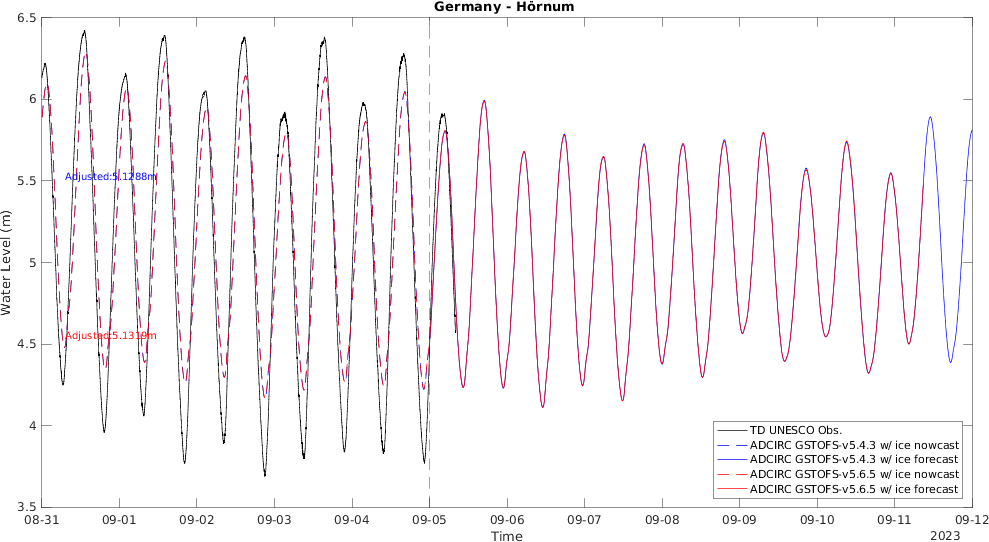 Germany - Hörnum
Water Level (m)
6.5
6
5.5
5
4.5
4
3.5
Adjusted:5.1288m
Adjusted:5.1319m
TD UNESCO Obs.
ADCIRC GSTOFS-v5.4.3 w/ ice nowcast
ADCIRC GSTOFS-v5.4.3 w/ ice forecast
ADCIRC GSTOFS-v5.6.5 w/ ice nowcast
ADCIRC GSTOFS-v5.6.5 w/ ice forecast
08-31 09-01 09-02 09-03 09-04 09-05 09-06 09-07 09-08 09-09 09-10 09-11 09-12
Time
2023